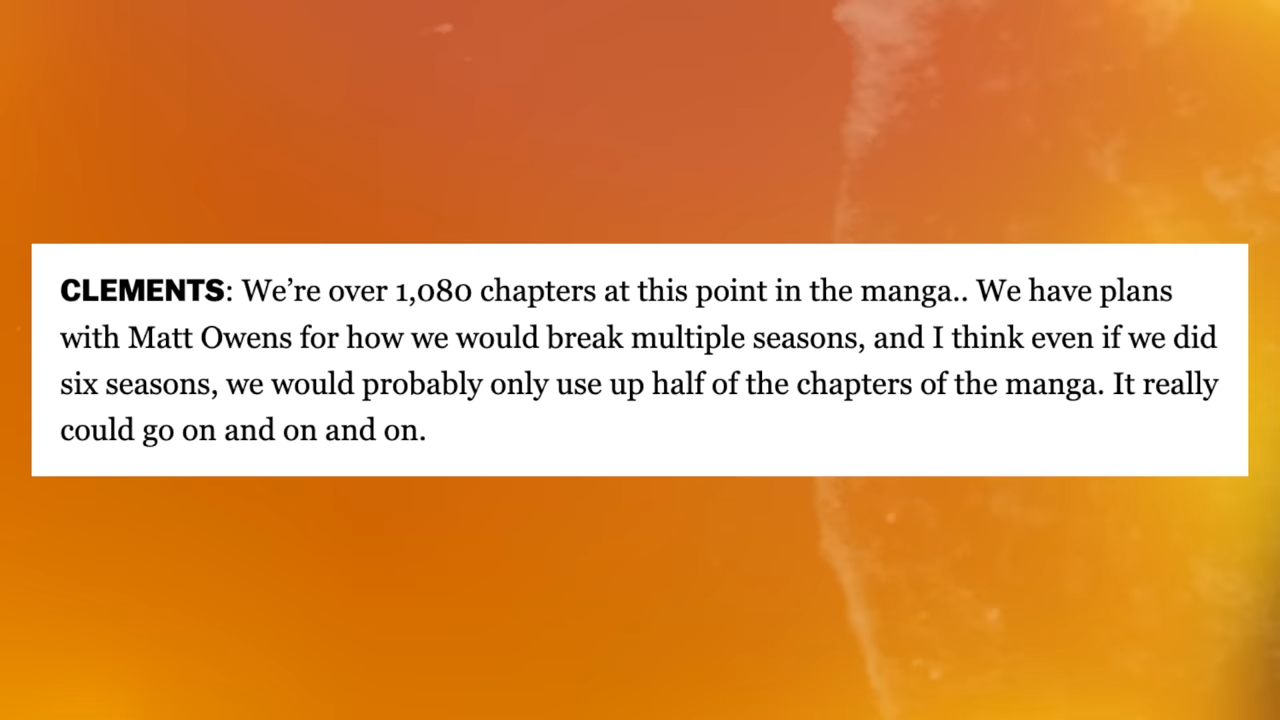 CLEMENTS: We’re over 1,080 chapters at this point in the manga.. We have plans
with Matt Owens for how we would break multiple seasons, and I think even if we did
six seasons, we would probably only use up half of the chapters of the manga. It really
could go on and on and on.